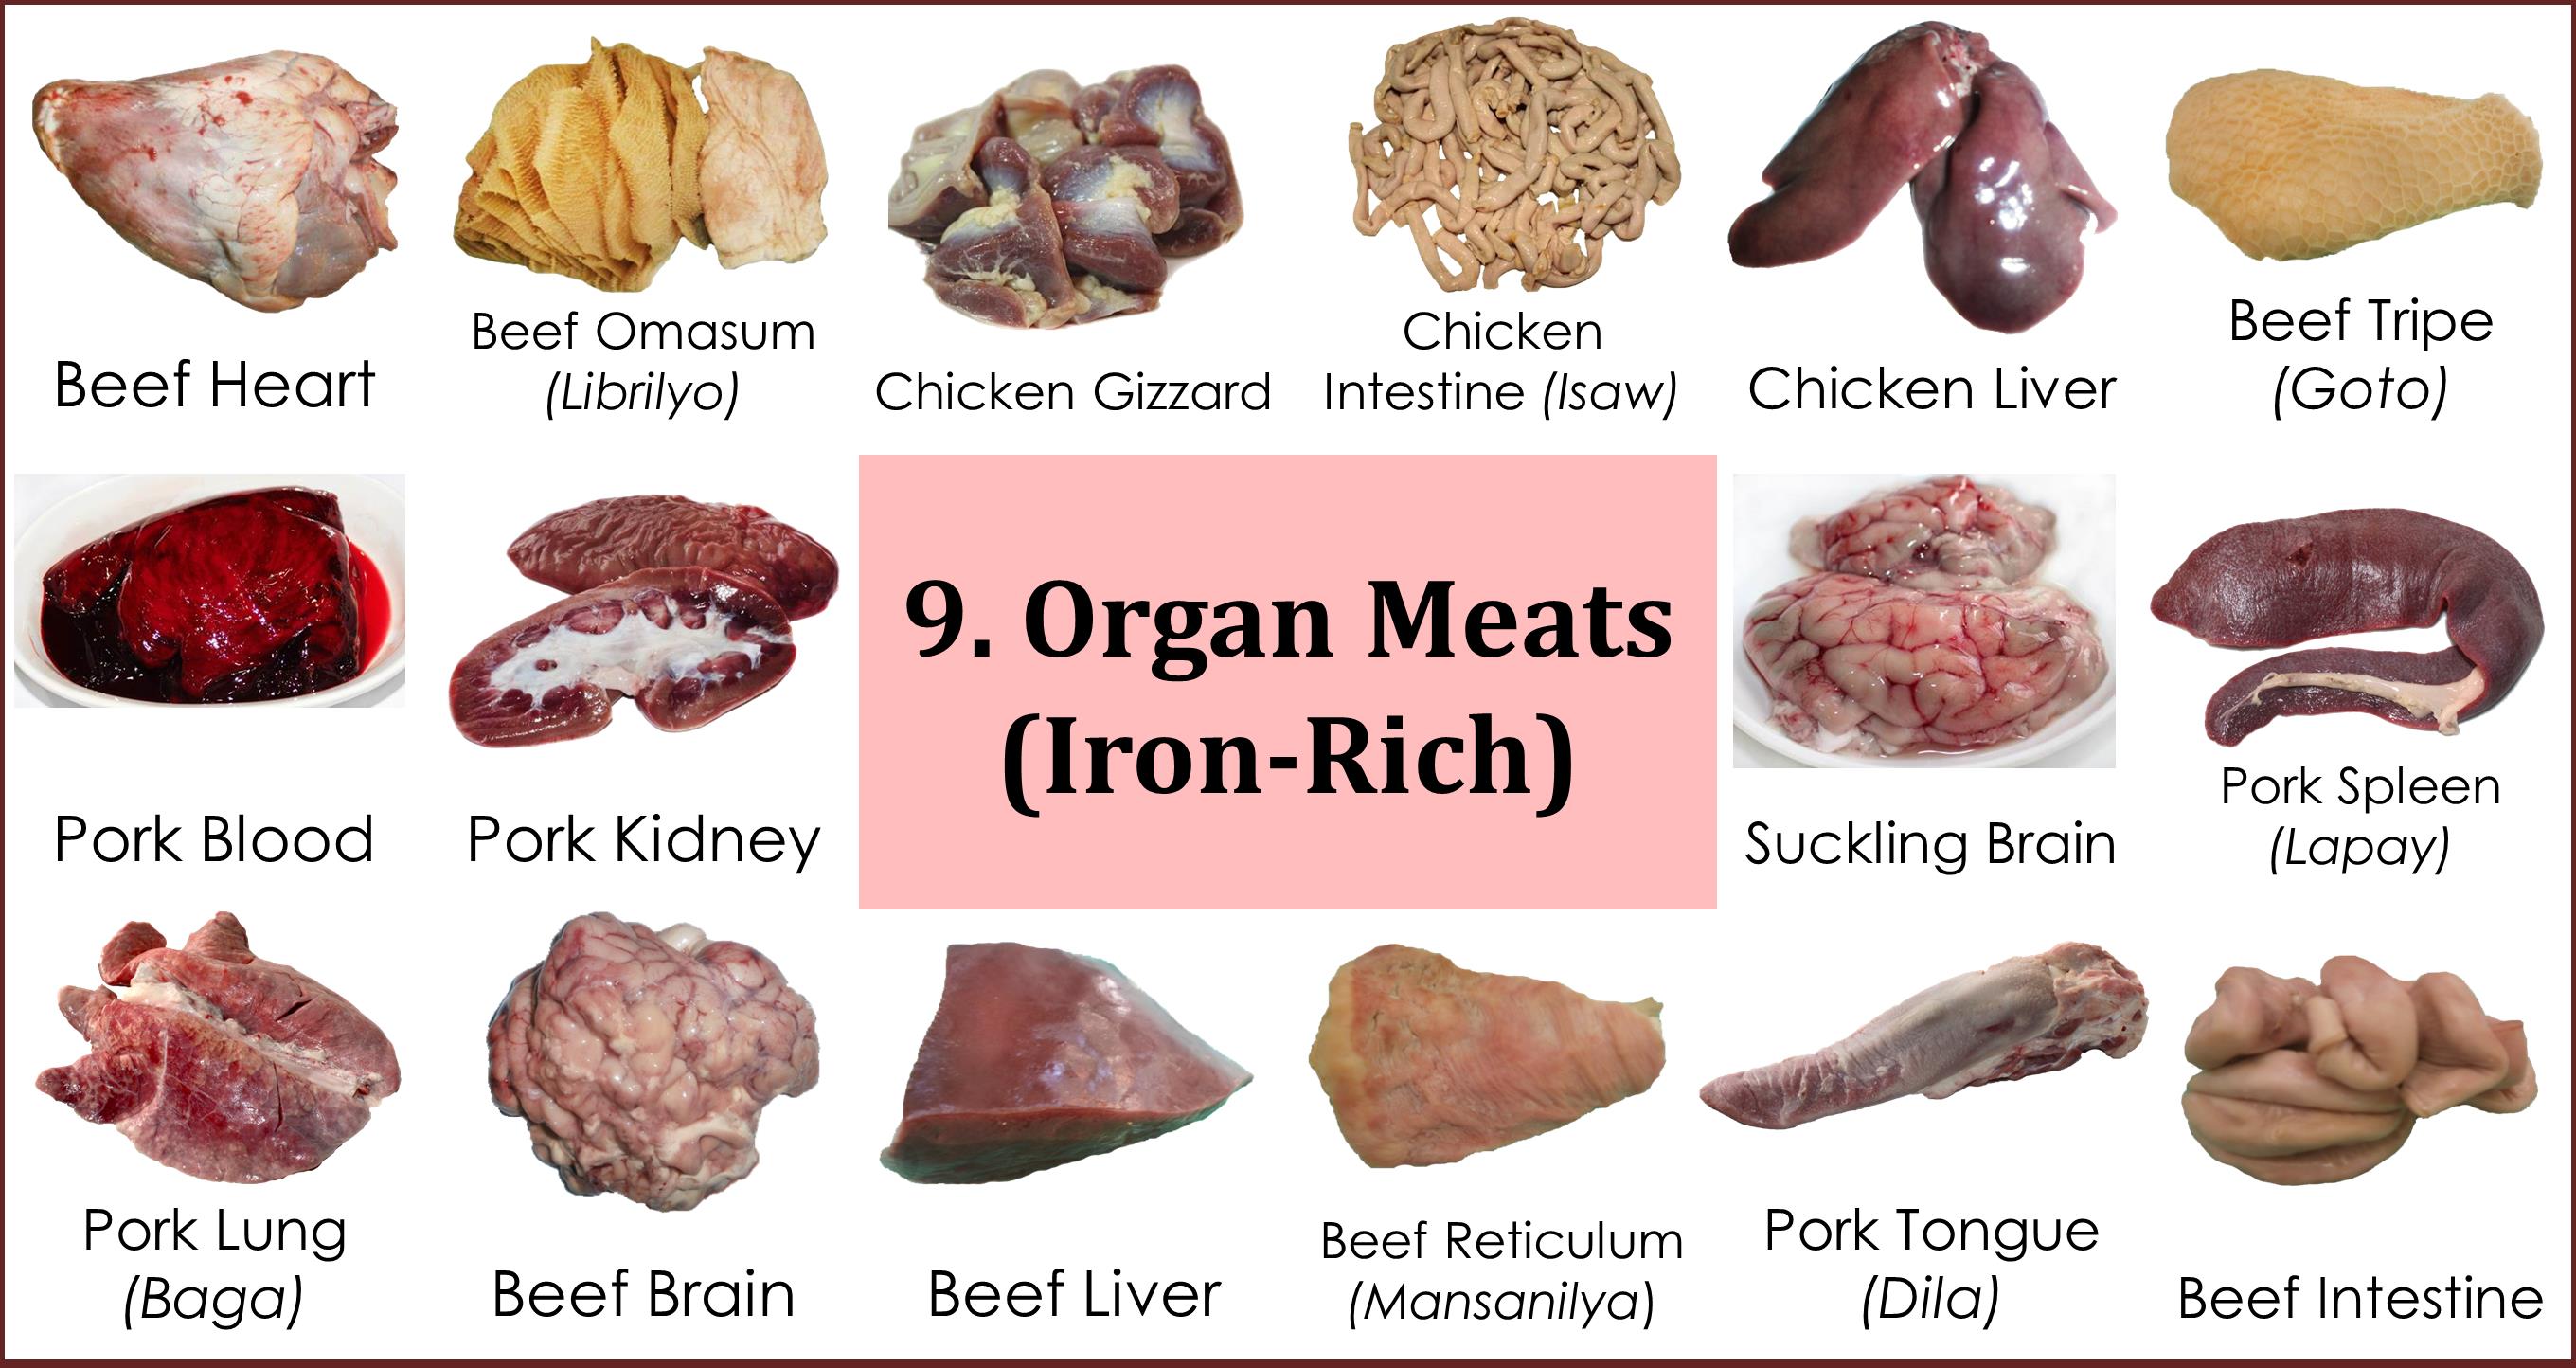 Beef Heart
Beef Omasum
(Librilyo)
Chicken Gizzard
Chicken
Intestine (Isaw)
Chicken Liver
Beef Tripe
(Goto)
Pork Blood
Pork Kidney
9. Organ Meats
(Iron-Rich)
Suckling Brain
Pork Spleen
(Lapay)
Pork Lung
(Baga)
Beef Brain
Beef Liver
Beef Reticulum
(Mansanilya)
Pork Tongue
(Dila)
Beef Intestine